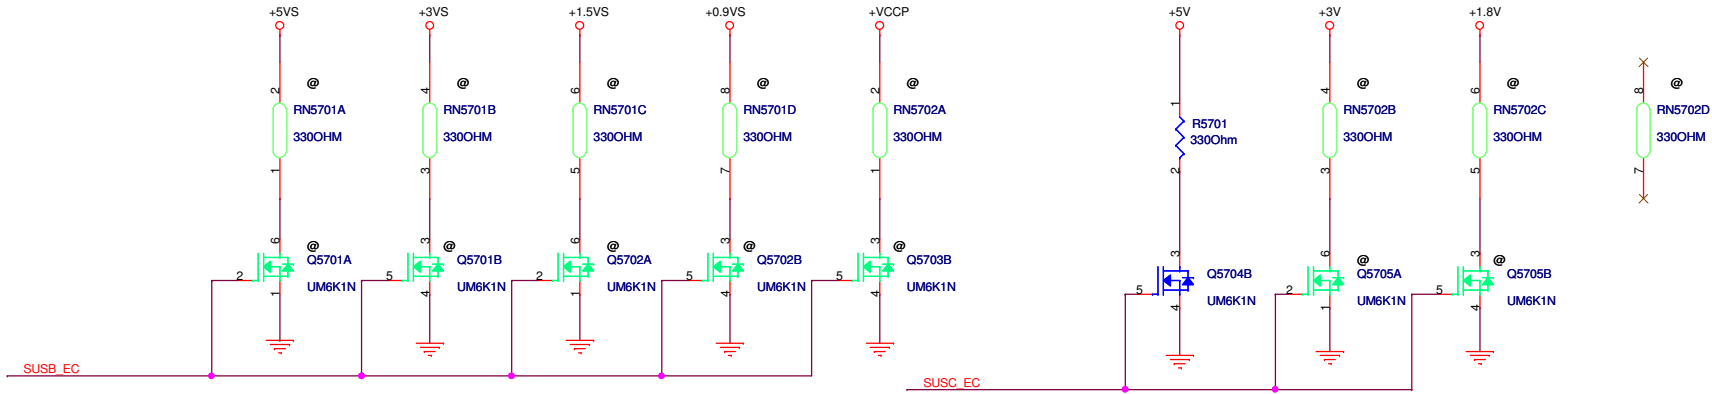 +5VS +3VS +1.5VS +0.9VS +VCCP +5V +3V +1.8V
@ @ @ @ @ @ @ @
2 4 6 8 2 1 4 6 8
RN5701A RN5701B RN5701C RN5701D RN5702A R5701 RN5702B RN5702C RN5702D
330OHM 330OHM 330OHM 330OHM 330OHM 330Ohm 330OHM 330OHM 330OHM
1 3 5 7 1 2 3 5 7
6 3 6 3 3 3 6 3
@ @ @ @ @ @ @
Q5701A Q5701B Q5702A Q5702B Q5703B Q5704B Q5705A Q5705B
2 5 2 5 5 5 2 5
UM6K1N UM6K1N UM6K1N UM6K1N UM6K1N UM6K1N UM6K1N UM6K1N
1 4 1 4 4 4 1 4
SUSB_EC SUSC_EC